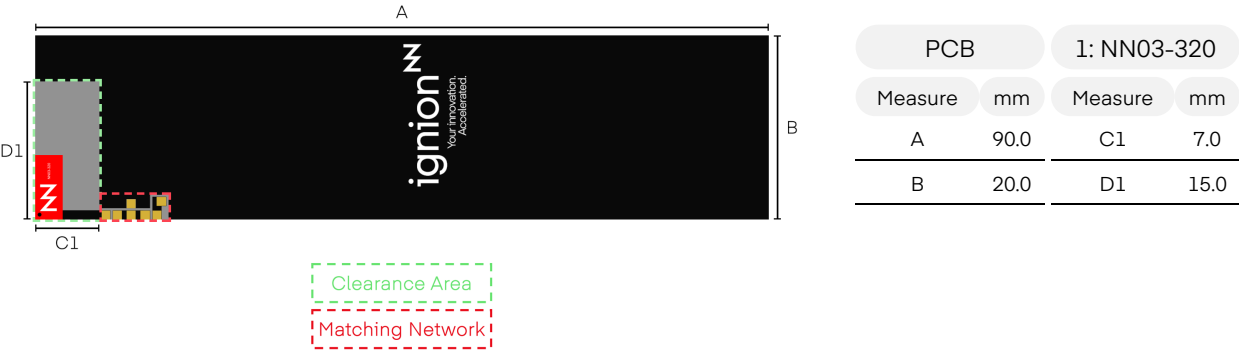 A
B
D1
C1
ignion
Your innovation.
Accelerated.
Clearance Area
Matching Network
PCB 1: NN03-320
Measure mm Measure mm
A 90.0 C1 7.0
B 20.0 D1 15.0